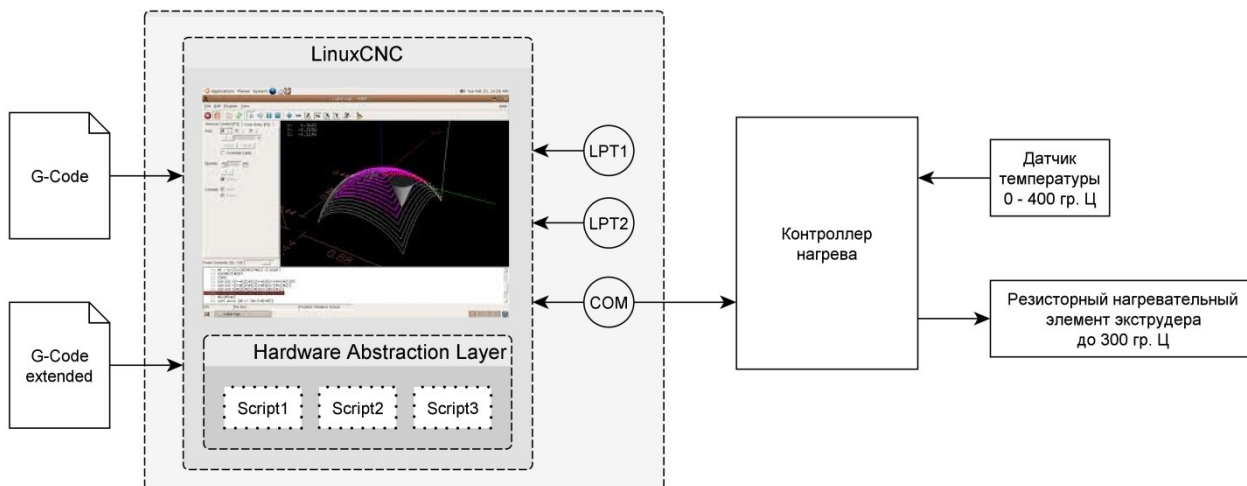 LinuxCNC
G-Code
G-Code
extended
Hardware Abstraction Layer
Script1
Script2
Script3
LPT1
LPT2
COM
Контроллер
нагрева
Датчик
температуры
0 - 400 гр. Ц
Резисторный нагревательный
элемент экструдера
до 300 гр. Ц